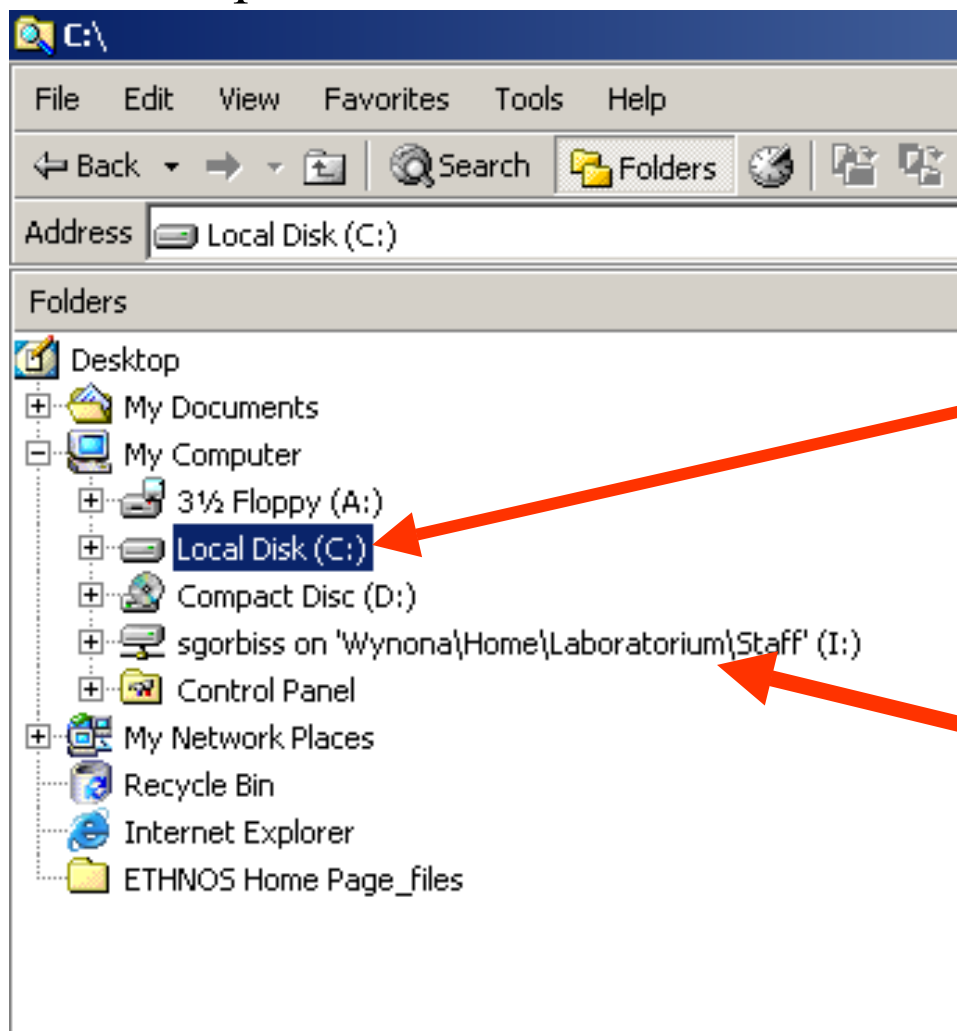 C:\
File Edit View Favorites Tools Help
Back Search Folders
Address Local Disk (C:)
Folders
Desktop
My Documents
My Computer
3½ Floppy (A:)
Local Disk (C:)
Compact Disc (D:)
sgorbiss on 'Wynona\Home\Laboratorium\Staff' (I:)
Control Panel
My Network Places
Recycle Bin
Internet Explorer
ETHNOS Home Page_files